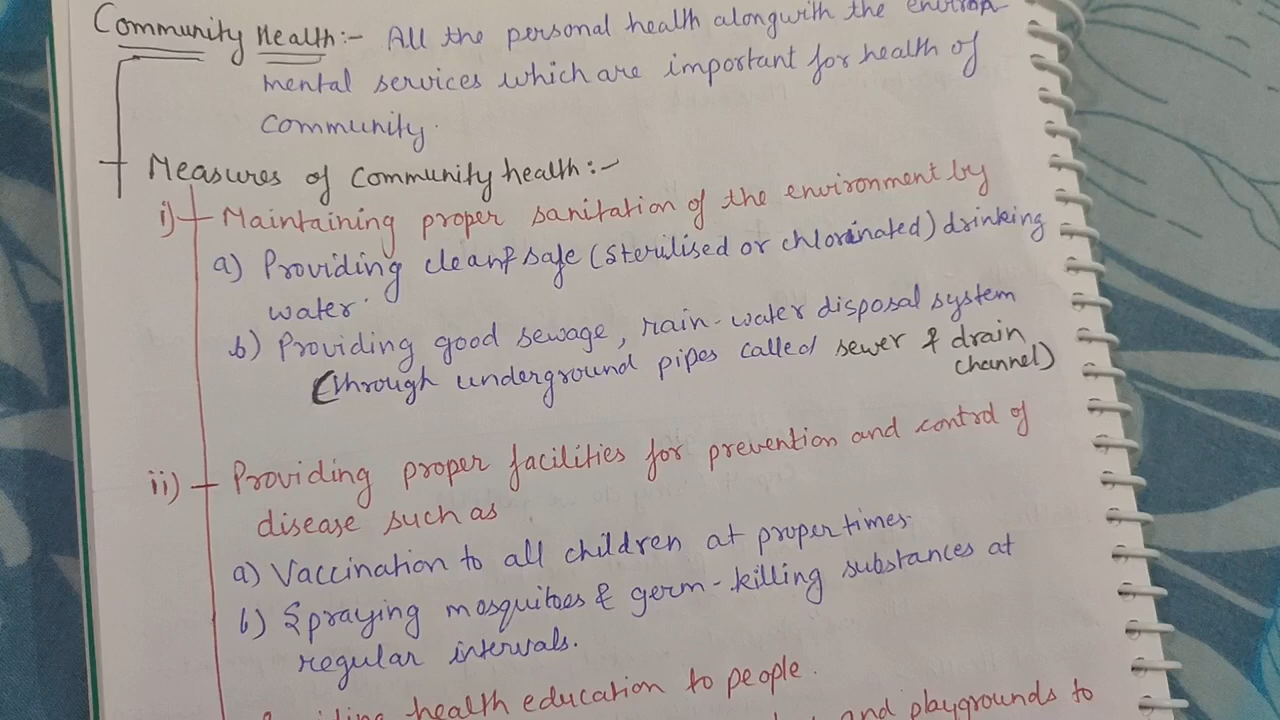 Community Health:- All the personal health alongwith the environ-
mental services which are important for health of
community.
Measures of community health:-
i) Maintaining proper sanitation of the environment by
a) Providing clean & safe (sterilised or chlorinated) drinking
water.
b) Providing good sewage, rain-water disposal system
(through underground pipes called sewer & drain
channel)
ii) Providing proper facilities for prevention and control of
disease such as
a) Vaccination to all children at proper times.
b) Spraying mosquitoes & germ-killing substances at
regular intervals.
health education to people.
and playgrounds to